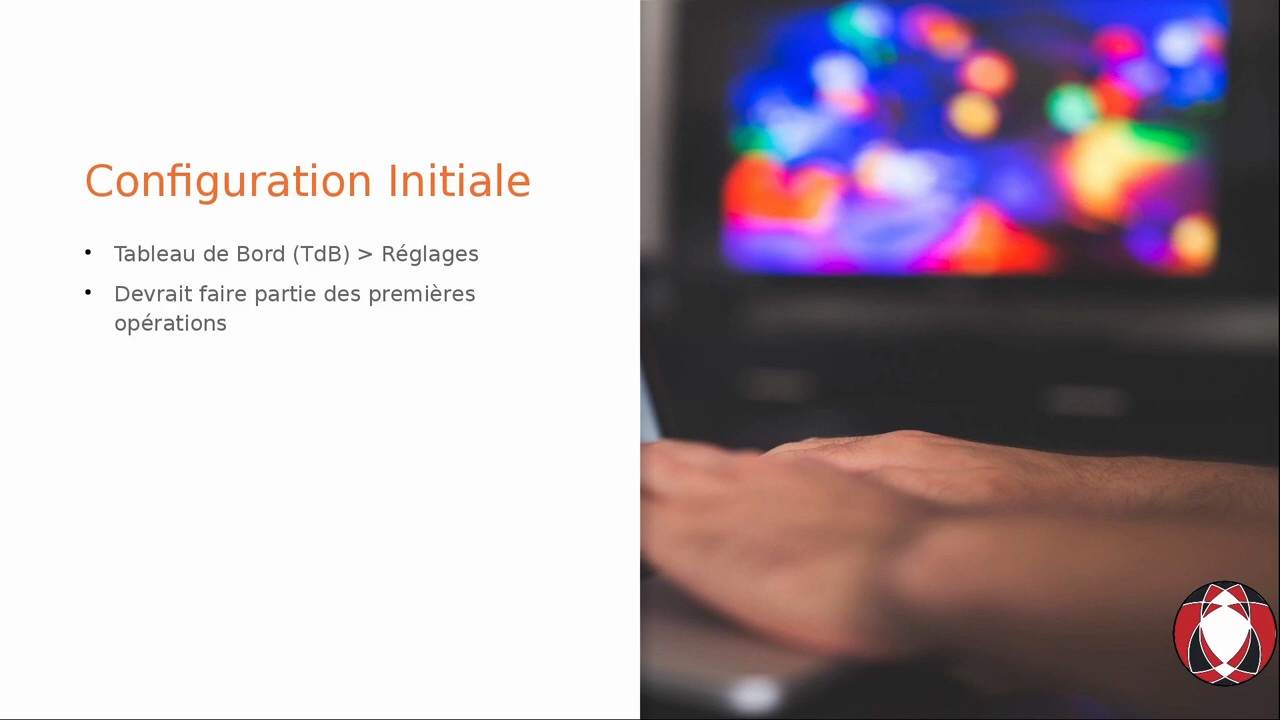 Configuration Initiale
• Tableau de Bord (TdB) > Réglages
• Devrait faire partie des premières
opérations